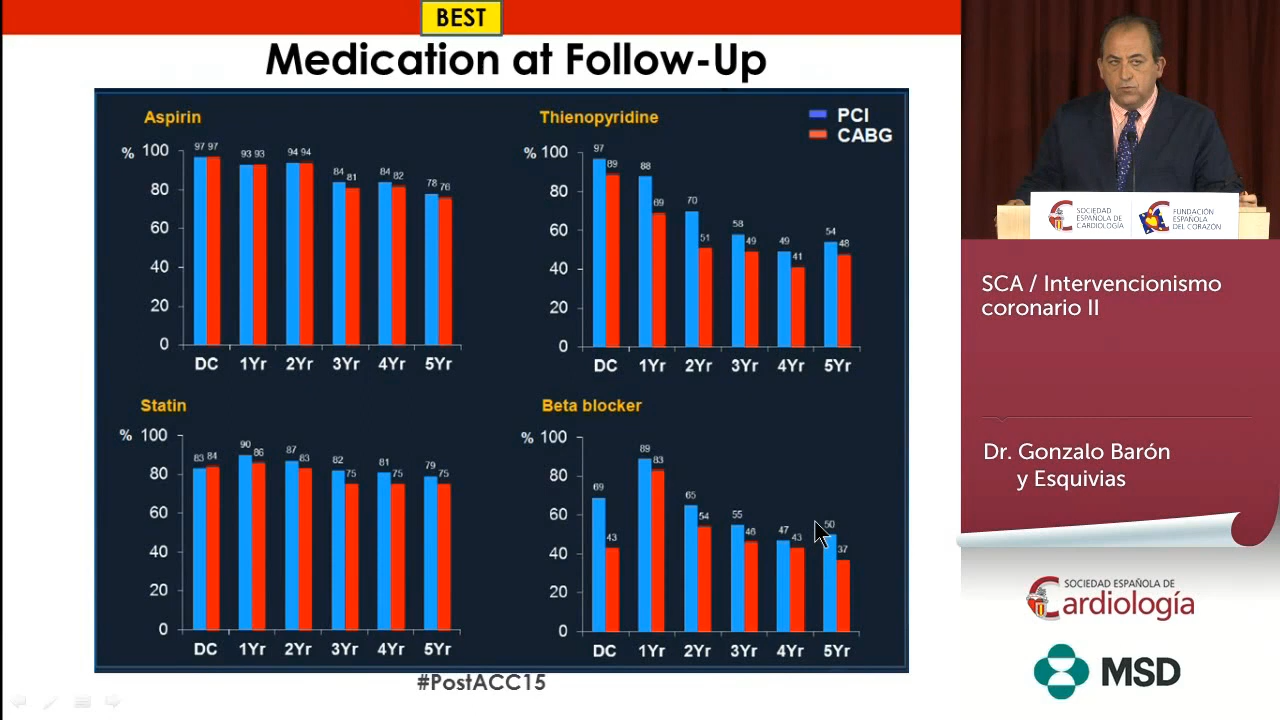 BEST
Medication at Follow-Up
Aspirin
% 100
80
60
40
20
0
97 97
93 93
94 94
84 81
84 82
78 76
DC 1Yr 2Yr 3Yr 4Yr 5Yr
Thienopyridine
PCI
CABG
% 100
80
60
40
20
0
97 89
88 69
70 51
58 49
49 41
54 48
DC 1Yr 2Yr 3Yr 4Yr 5Yr
Statin
% 100
80
60
40
20
0
83 84
90 86
87 83
82 75
81 75
79 75
DC 1Yr 2Yr 3Yr 4Yr 5Yr
Beta blocker
% 100
80
60
40
20
0
69 43
89 83
65 54
55 46
47 43
50 37
DC 1Yr 2Yr 3Yr 4Yr 5Yr
#PostACC15
SOCIEDAD
ESPAÑOLA DE
CARDIOLOGÍA
FUNDACIÓN
ESPAÑOLA
DEL CORAZÓN
SCA / Intervencionismo
coronario II
Dr. Gonzalo Barón
y Esquivias
SOCIEDAD ESPAÑOLA DE
Cardiología
MSD